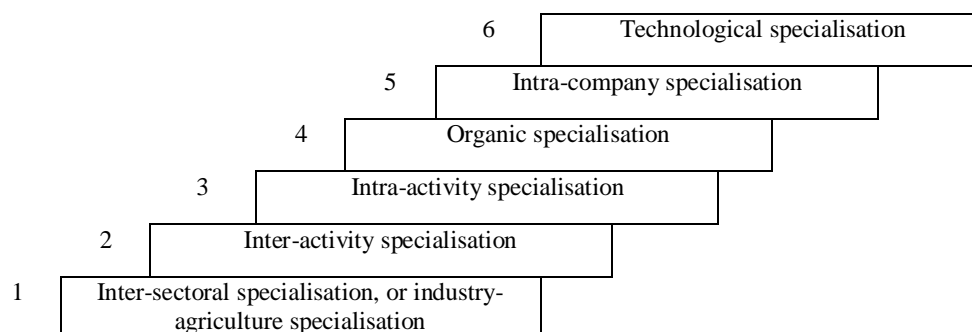 6 Technological specialisation
5 Intra-company specialisation
4 Organic specialisation
3 Intra-activity specialisation
2 Inter-activity specialisation
1 Inter-sectoral specialisation, or industry-
agriculture specialisation